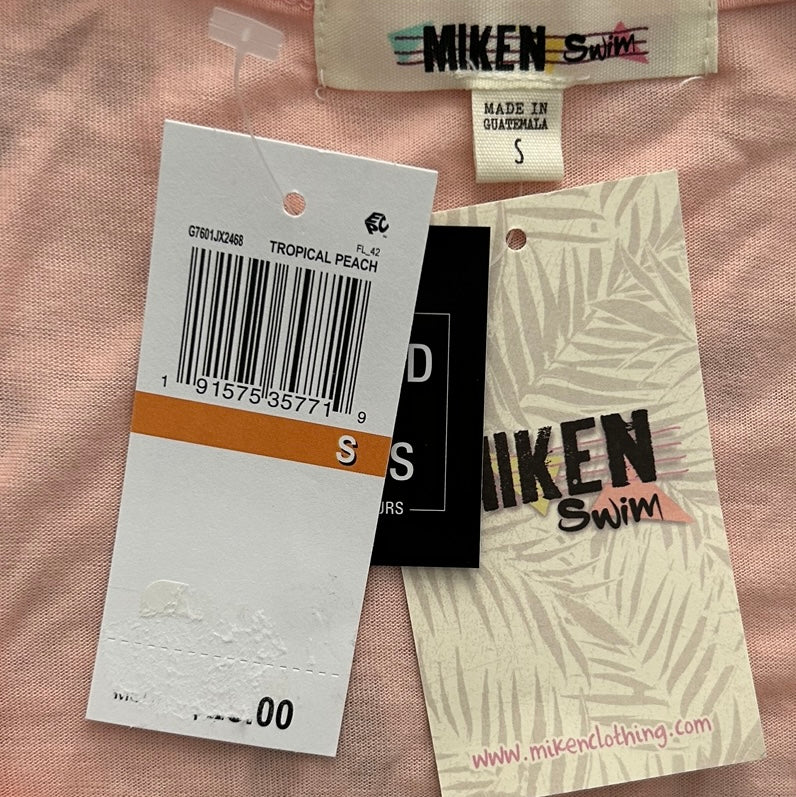 MIKEN Swim
MADE IN
GUATEMALA
S
G7601JX2468
FL_42
TROPICAL PEACH
1 91575 35771 9
S
.00
D
S
URS
MIKEN
Swim
www.mikenclothing.com